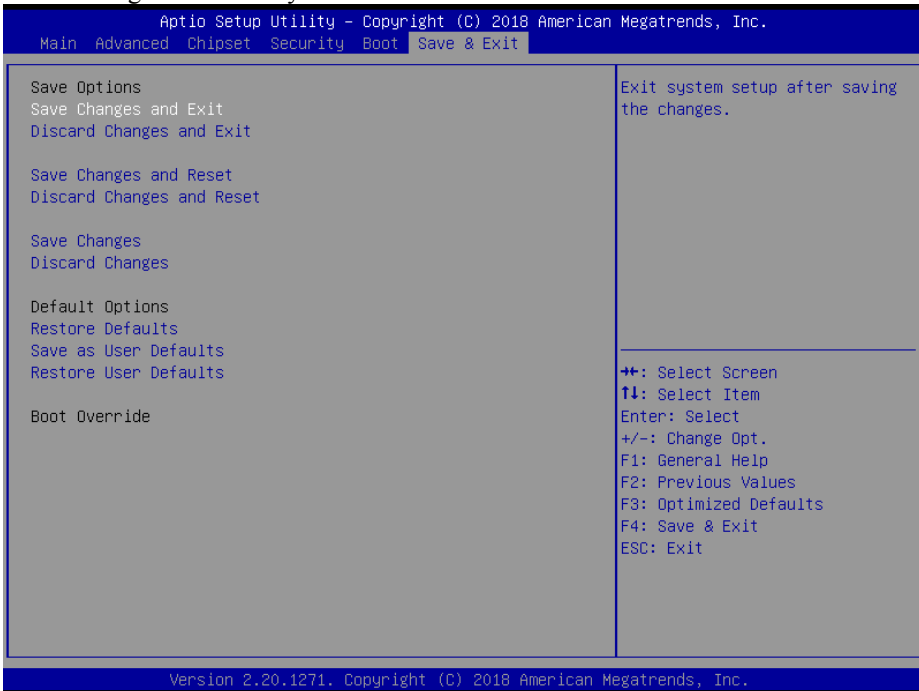 Aptio Setup Utility – Copyright (C) 2018 American Megatrends, Inc.
Main Advanced Chipset Security Boot Save & Exit
Save Options
Save Changes and Exit
Discard Changes and Exit
Save Changes and Reset
Discard Changes and Reset
Save Changes
Discard Changes
Default Options
Restore Defaults
Save as User Defaults
Restore User Defaults
Boot Override
Exit system setup after saving
the changes.
→←: Select Screen
↑↓: Select Item
Enter: Select
+/-: Change Opt.
F1: General Help
F2: Previous Values
F3: Optimized Defaults
F4: Save & Exit
ESC: Exit
Version 2.20.1271. Copyright (C) 2018 American Megatrends, Inc.